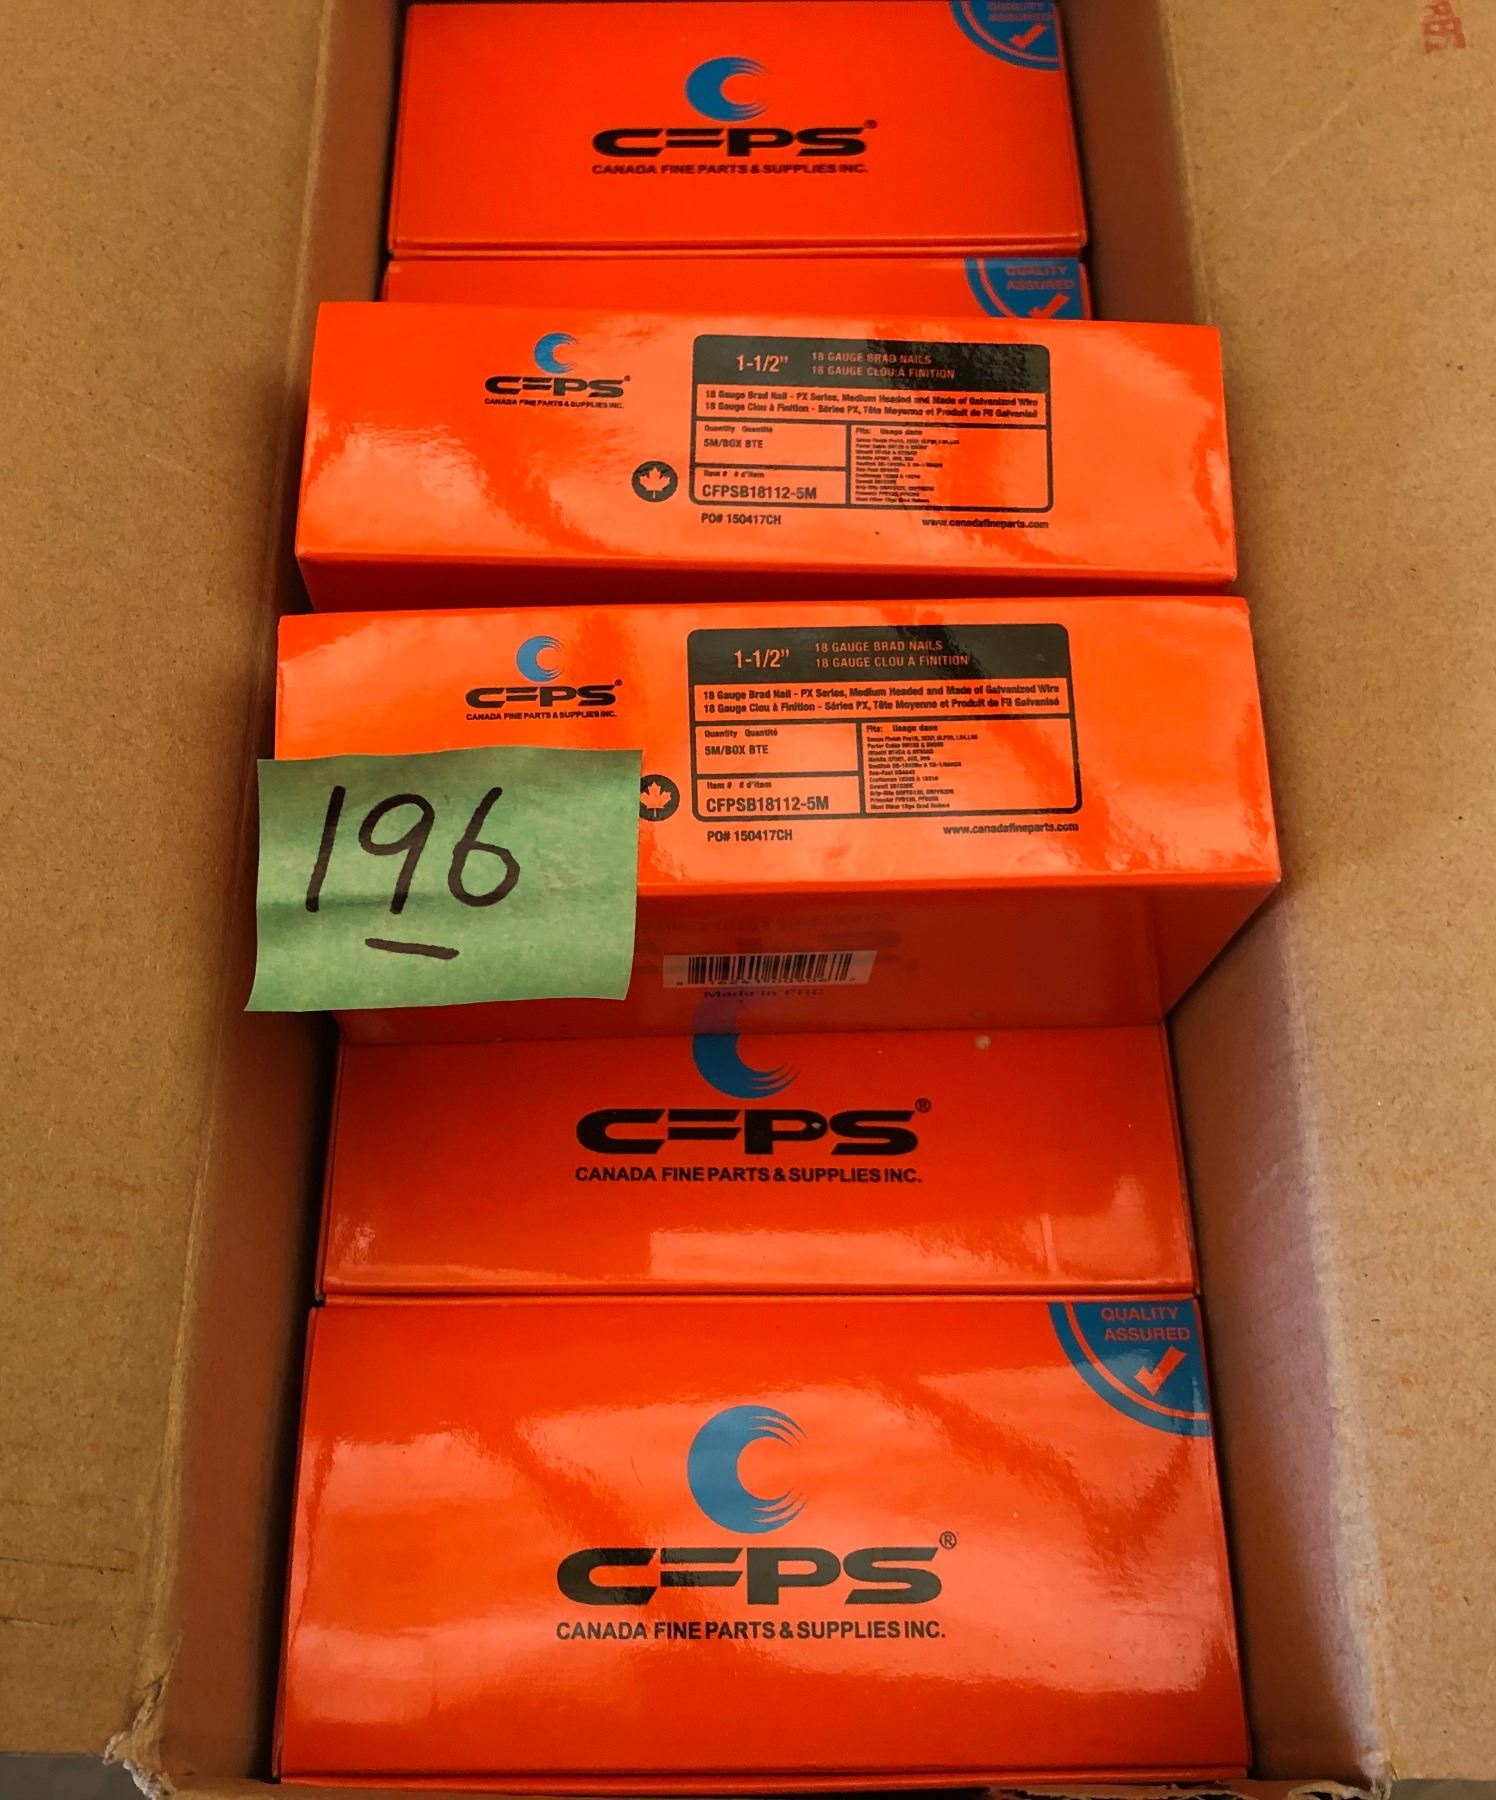 QUALITY
ASSURED
CFPS®
CANADA FINE PARTS & SUPPLIES INC.
QUALITY
ASSURED
CFPS®
CANADA FINE PARTS & SUPPLIES INC.
1-1/2"
18 GAUGE BRAD NAILS
18 GAUGE CLOU À FINITION
18 Gauge Brad Nail - PX Series, Medium Headed and Made of Galvanized Wire
18 Gauge Clou à Finition - Séries PX, Tête Moyenne et Produit de Fil Galvanisé
Quantity Quantité
5M/BOX BTE
Fits: Usage dans
Item # # d'item
CFPSB18112-5M
PO# 150417CH
www.canadafineparts.com
CFPS®
CANADA FINE PARTS & SUPPLIES INC.
1-1/2"
18 GAUGE BRAD NAILS
18 GAUGE CLOU À FINITION
18 Gauge Brad Nail - PX Series, Medium Headed and Made of Galvanized Wire
18 Gauge Clou à Finition - Séries PX, Tête Moyenne et Produit de Fil Galvanisé
Quantity Quantité
5M/BOX BTE
Fits: Usage dans
Item # # d'item
CFPSB18112-5M
PO# 150417CH
www.canadafineparts.com
196
Made in PRC
CFPS®
CANADA FINE PARTS & SUPPLIES INC.
QUALITY
ASSURED
CFPS®
CANADA FINE PARTS & SUPPLIES INC.